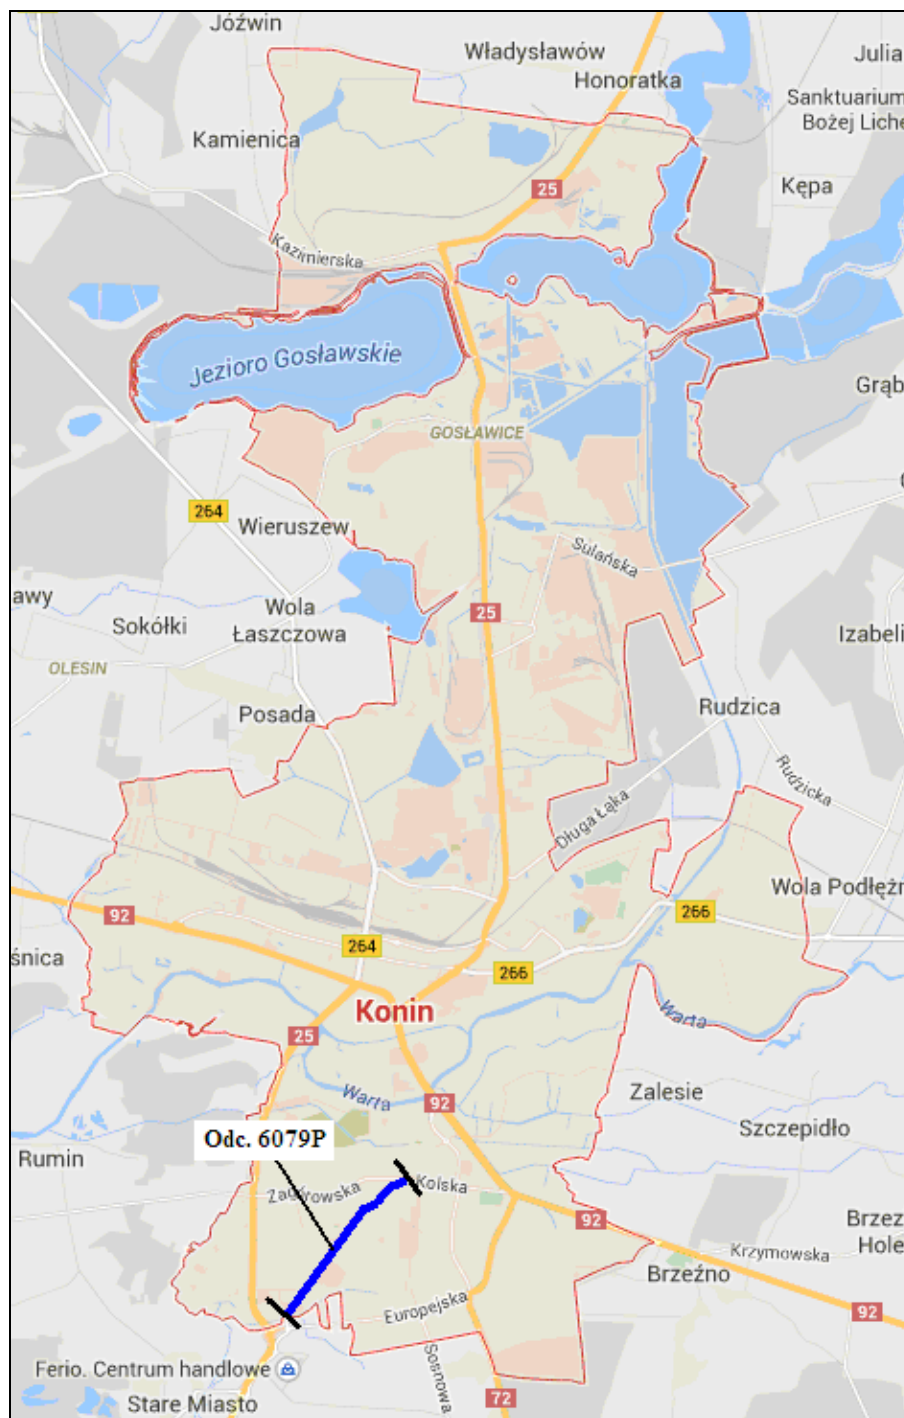 Jóźwin
Władysławów
Honoratka
Julia
Sanktuarium
Bożej Liche
Kamienica
25
Kępa
Kazimierska
Jezioro Gosławskie
Grąb
GOSŁAWICE
264
Wieruszew
Sulańska
awy
Wola
Łaszczowa
Sokółki
25
Izabeli
OLESIN
Posada
Rudzica
Rudzicka
Długa Łąka
92
266
Wola Podłężn
śnica
264
266
Konin
Warta
25
Warta
92
Zalesie
Szczepidło
Odc. 6079P
Rumin
Zagórowska
Kolska
92
Brzez
Hole
Krzymowska
Brzeźno
Europejska
92
Ferio. Centrum handlowe
Sosnowa
72
Stare Miasto